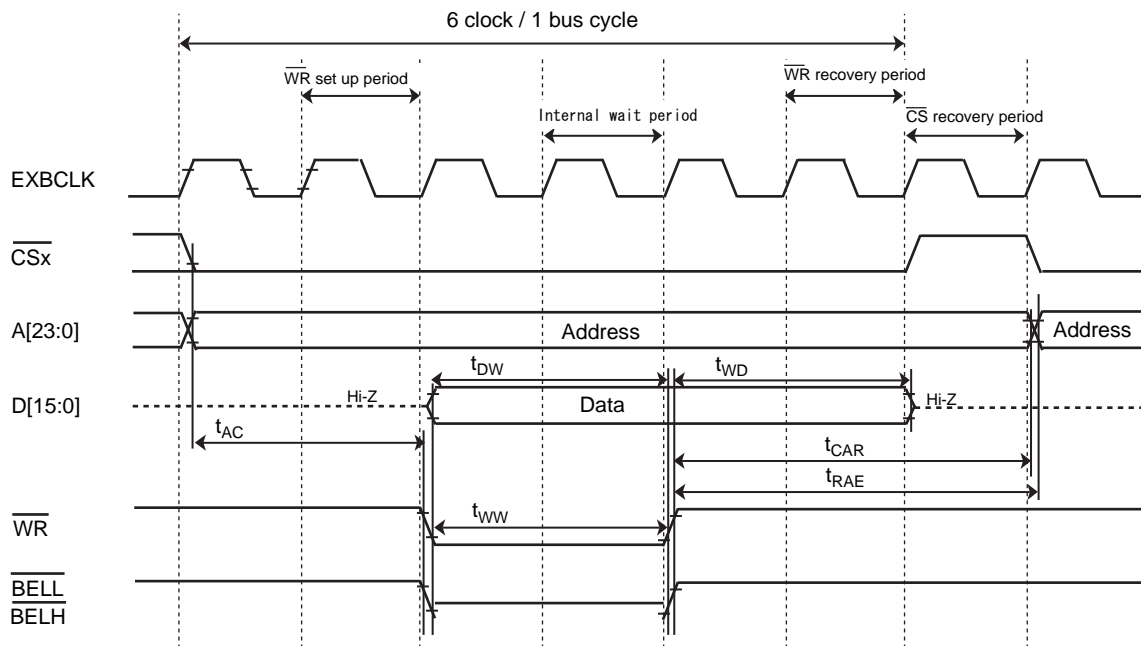 6 clock / 1 bus cycle
WR set up period
WR recovery period
Internal wait period
CS recovery period
EXBCLK
CSx
A[23:0]
Address
Address
tDW
tWD
D[15:0]
Hi-Z
Data
Hi-Z
tAC
tCAR
tRAE
WR
tWW
BELL
BELH